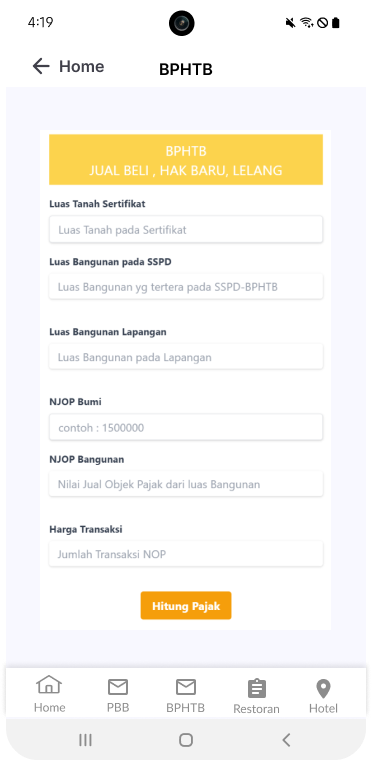 4:19
Home
BPHTB
BPHTB
JUAL BELI , HAK BARU, LELANG
Luas Tanah Sertifikat
Luas Tanah pada Sertifikat
Luas Bangunan pada SSPD
Luas Bangunan yg tertera pada SSPD-BPHTB
Luas Bangunan Lapangan
Luas Bangunan pada Lapangan
NJOP Bumi
contoh : 1500000
NJOP Bangunan
Nilai Jual Objek Pajak dari luas Bangunan
Harga Transaksi
Jumlah Transaksi NOP
Hitung Pajak
Home PBB BPHTB Restoran Hotel